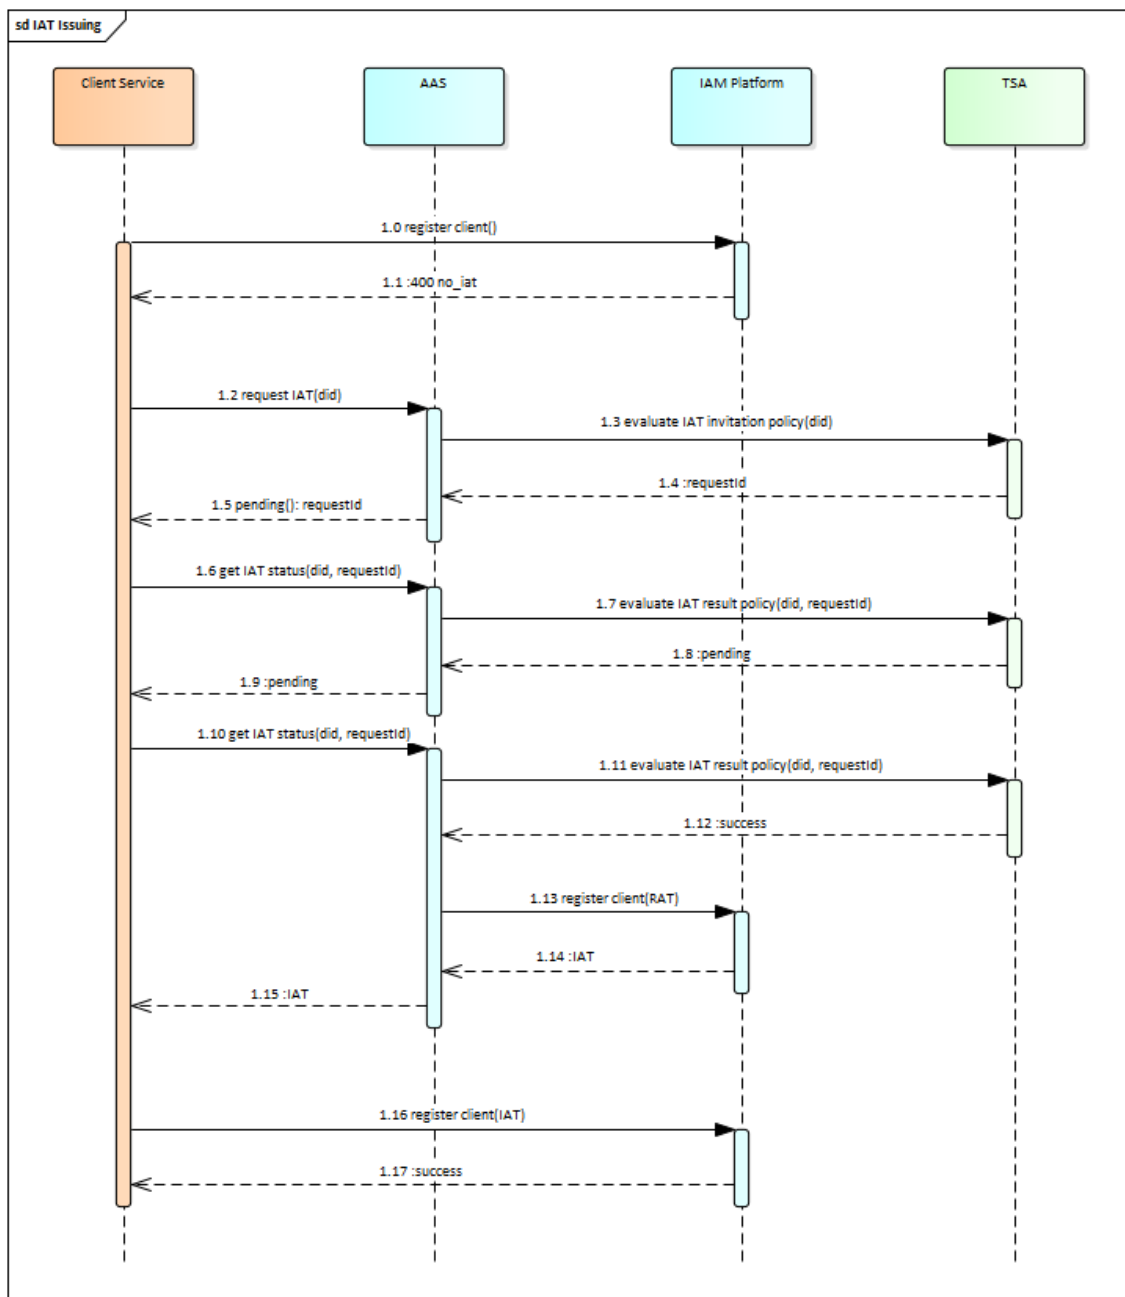 sd IAT Issuing
Client Service
AAS
IAM Platform
TSA
1.0 register client()
1.1 :400 no_iat
1.2 request IAT(did)
1.3 evaluate IAT invitation policy(did)
1.4 :requestId
1.5 pending(): requestId
1.6 get IAT status(did, requestId)
1.7 evaluate IAT result policy(did, requestId)
1.8 :pending
1.9 :pending
1.10 get IAT status(did, requestId)
1.11 evaluate IAT result policy(did, requestId)
1.12 :success
1.13 register client(RAT)
1.14 :IAT
1.15 :IAT
1.16 register client(IAT)
1.17 :success